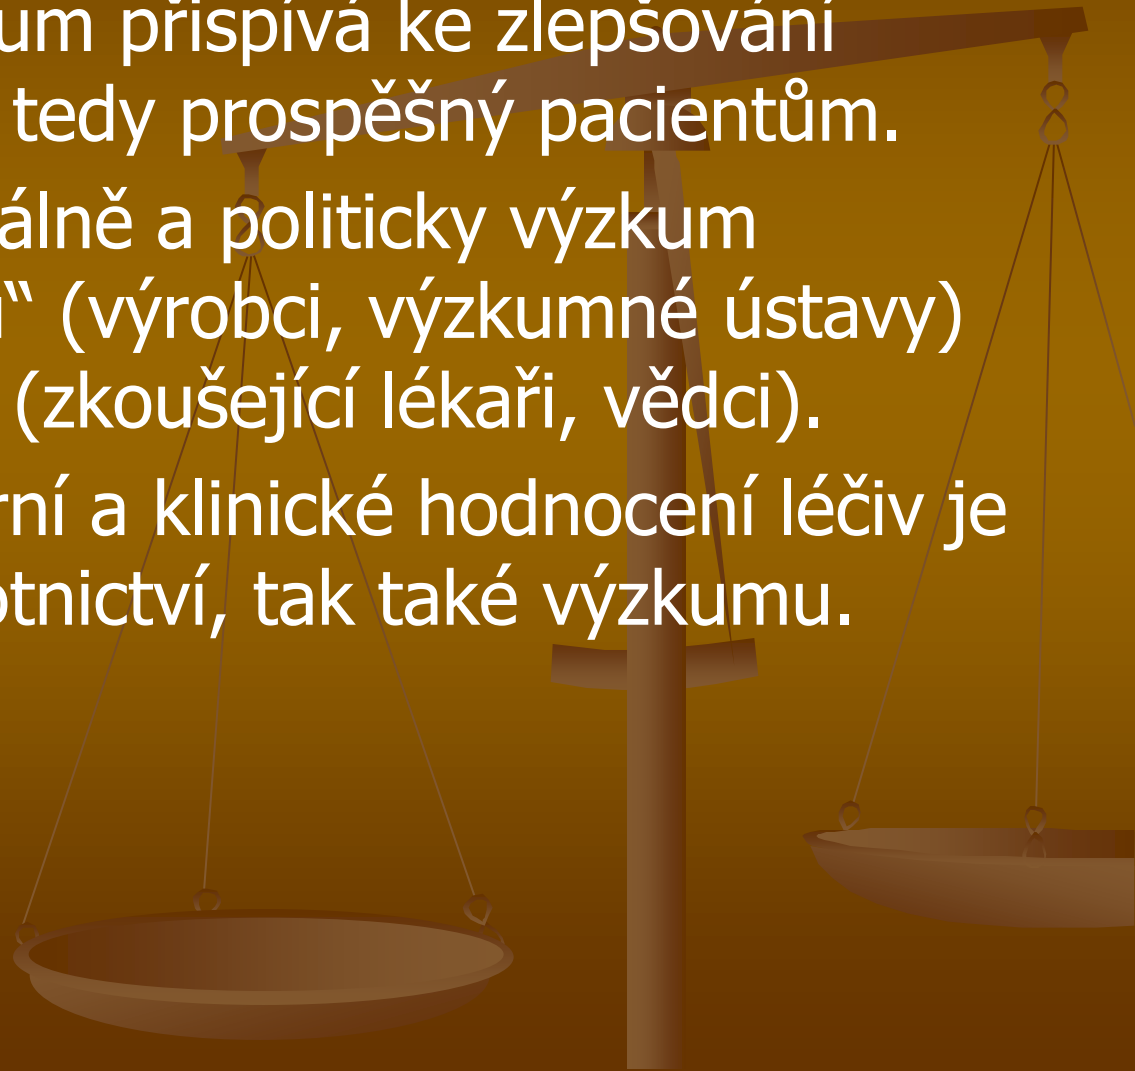 um přispívá ke zlepšování
tedy prospěšný pacientům.
álně a politicky výzkum
“ (výrobci, výzkumné ústavy)
(zkoušející lékaři, vědci).
rní a klinické hodnocení léčiv je
otnictví, tak také výzkumu.